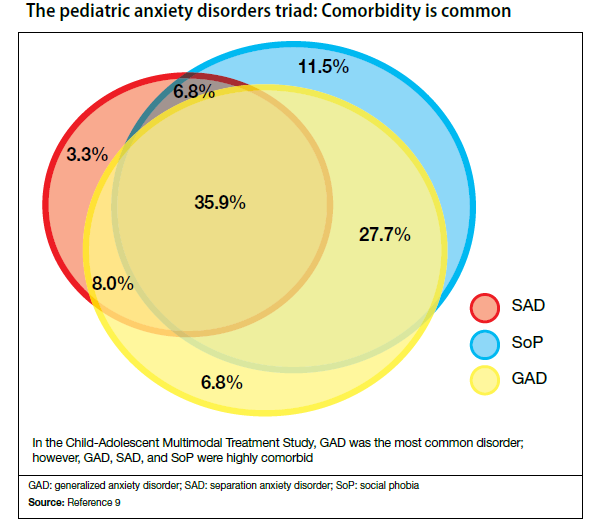 The pediatric anxiety disorders triad: Comorbidity is common
11.5%
6.8%
3.3%
35.9%
27.7%
8.0%
6.8%
SAD
SoP
GAD
In the Child-Adolescent Multimodal Treatment Study, GAD was the most common disorder;
however, GAD, SAD, and SoP were highly comorbid
GAD: generalized anxiety disorder; SAD: separation anxiety disorder; SoP: social phobia
Source: Reference 9